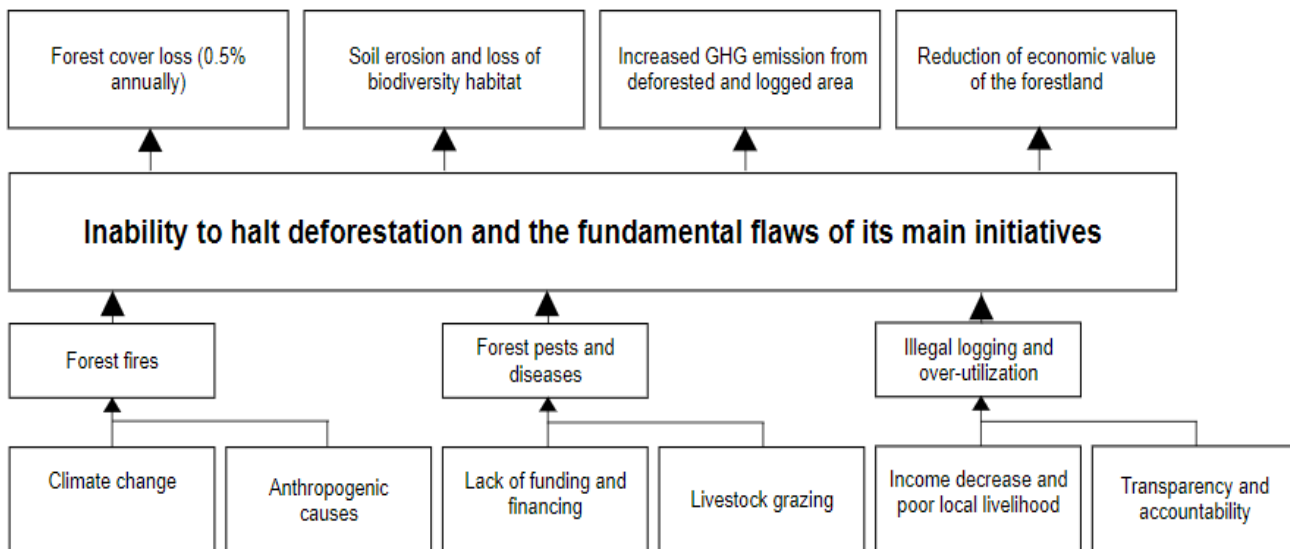 Forest cover loss (0.5%
annually)
Soil erosion and loss of
biodiversity habitat
Increased GHG emission from
deforested and logged area
Reduction of economic value
of the forestland
Inability to halt deforestation and the fundamental flaws of its main initiatives
Forest fires
Forest pests and
diseases
Illegal logging and
over-utilization
Climate change
Anthropogenic
causes
Lack of funding and
financing
Livestock grazing
Income decrease and
poor local livelihood
Transparency and
accountability